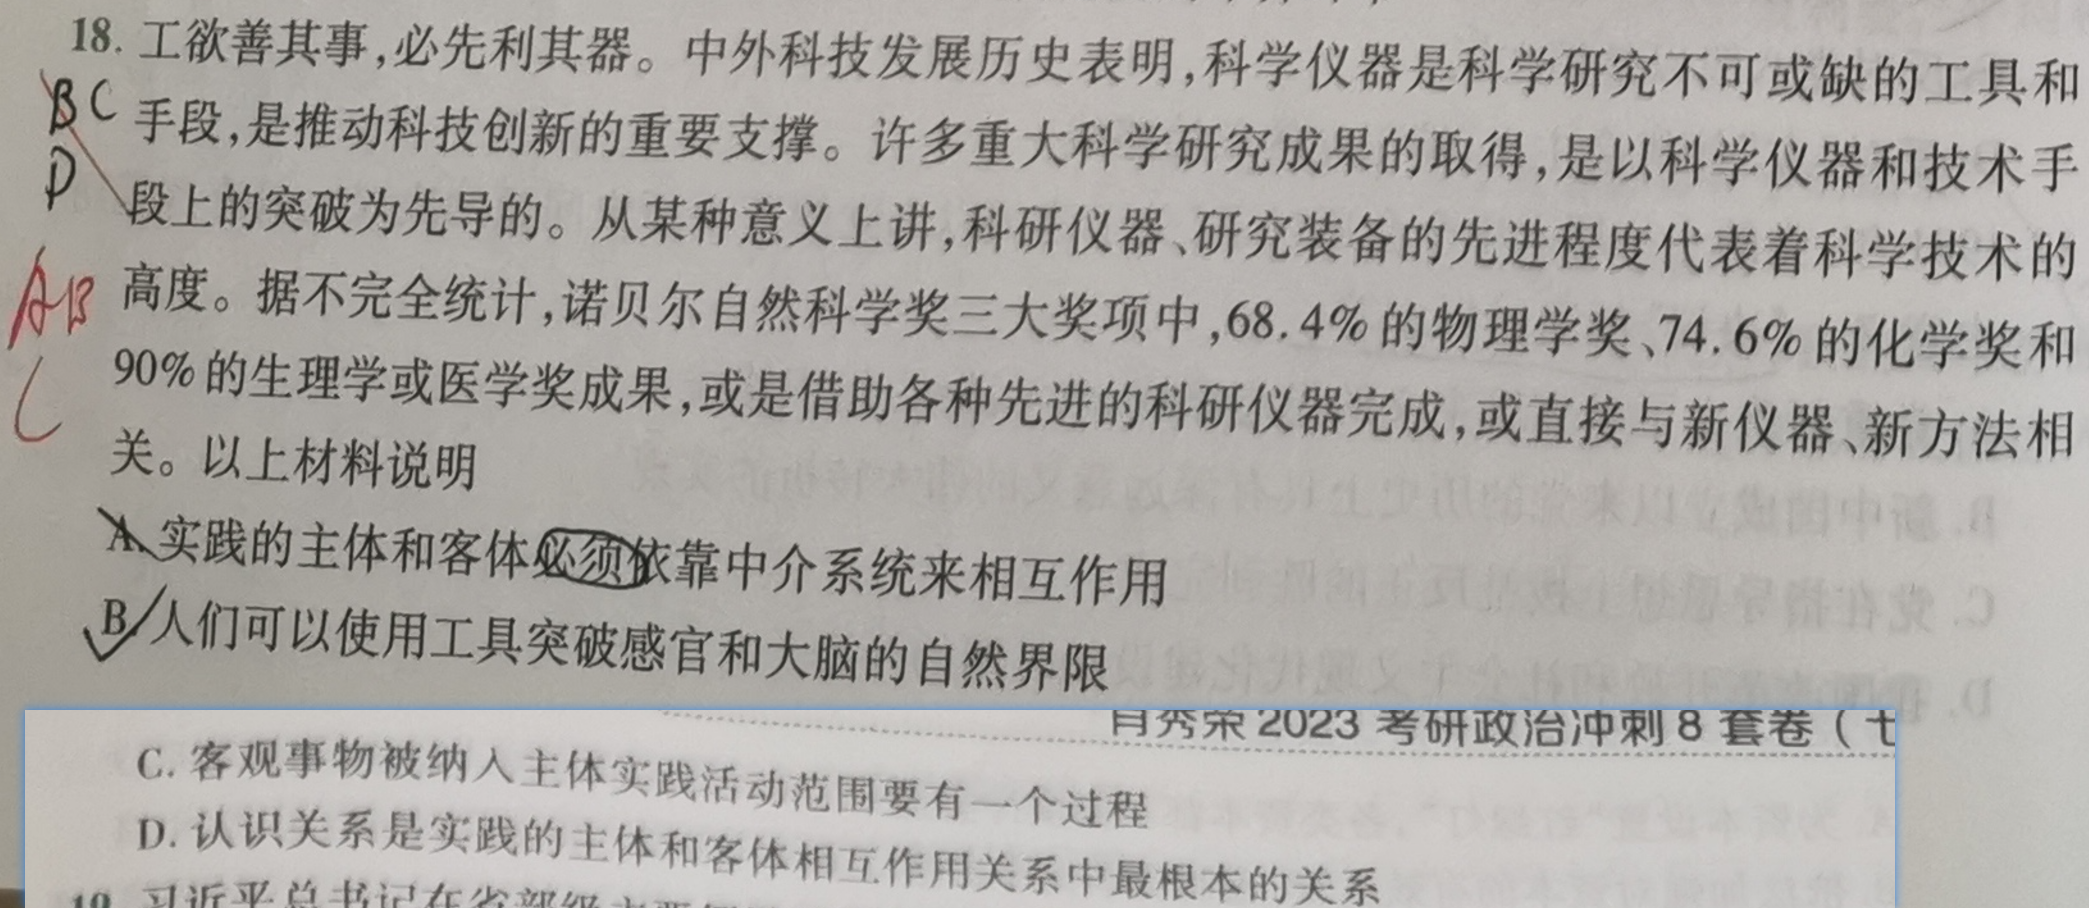 18. 工欲善其事,必先利其器。中外科技发展历史表明,科学仪器是科学研究不可或缺的工具和
B C
手段,是推动科技创新的重要支撑。许多重大科学研究成果的取得,是以科学仪器和技术手
D
段上的突破为先导的。从某种意义上讲,科研仪器、研究装备的先进程度代表着科学技术的
AB
高度。据不完全统计,诺贝尔自然科学奖三大奖项中,68.4%的物理学奖、74.6%的化学奖和
C
90%的生理学或医学奖成果,或是借助各种先进的科研仪器完成,或直接与新仪器、新方法相
关。以上材料说明
A. 实践的主体和客体必须依靠中介系统来相互作用
B. 人们可以使用工具突破感官和大脑的自然界限
肖秀荣2023考研政治冲刺8套卷(七
C. 客观事物被纳入主体实践活动范围要有一个过程
D. 认识关系是实践的主体和客体相互作用关系中最根本的关系
19. 习近平总书记在省部级